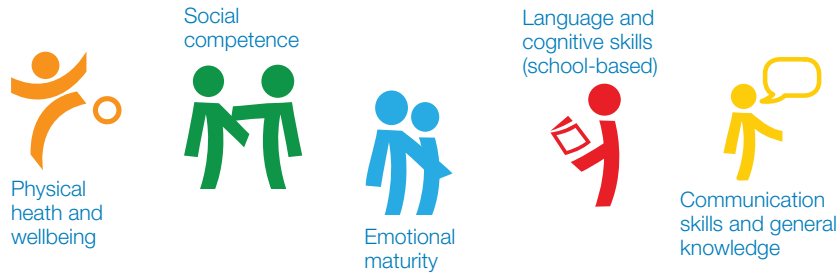 Physical
heath and
wellbeing
Social
competence
Emotional
maturity
Language and
cognitive skills
(school-based)
Communication
skills and general
knowledge